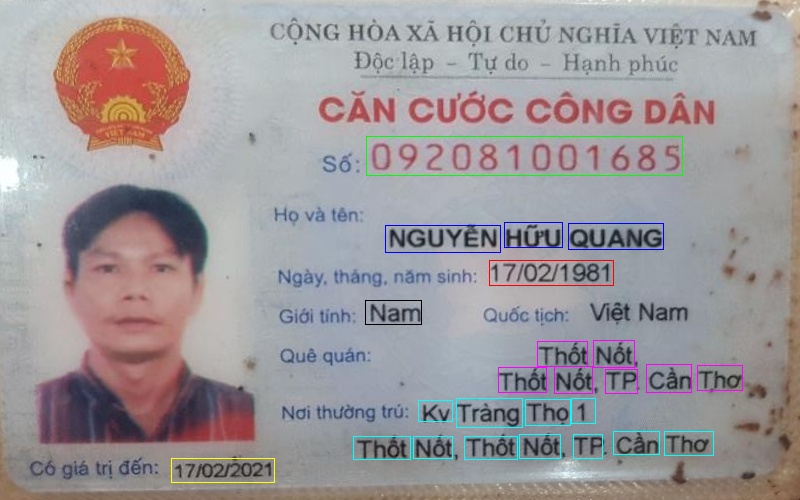 CỘNG HÒA XÃ HỘI CHỦ NGHĨA VIỆT NAM
Độc lập - Tự do - Hạnh phúc
CĂN CƯỚC CÔNG DÂN
Số: 092081001685
Họ và tên:
NGUYỄN HỮU QUANG
Ngày, tháng, năm sinh: 17/02/1981
Giới tính: Nam Quốc tịch: Việt Nam
Quê quán: Thốt Nốt,
Thốt Nốt, TP. Cần Thơ
Nơi thường trú: Kv Tràng Thọ 1
Thốt Nốt, Thốt Nốt, TP. Cần Thơ
Có giá trị đến: 17/02/2021